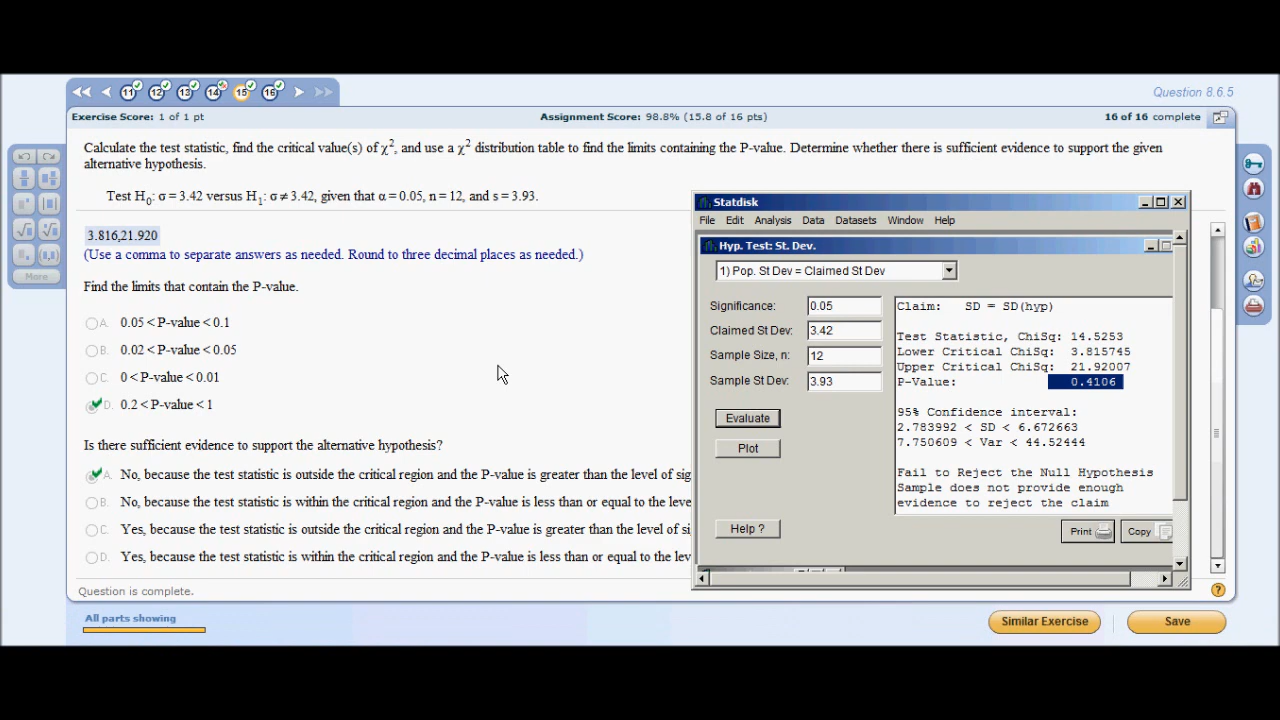 11 12 13 14 15 16
Question 8.6.5
Exercise Score: 1 of 1 pt
Assignment Score: 98.8% (15.8 of 16 pts)
16 of 16 complete
Calculate the test statistic, find the critical value(s) of χ², and use a χ² distribution table to find the limits containing the P-value. Determine whether there is sufficient evidence to support the given
alternative hypothesis.
Test H₀: σ = 3.42 versus H₁: σ ≠ 3.42, given that α = 0.05, n = 12, and s = 3.93.
3.816,21.920
(Use a comma to separate answers as needed. Round to three decimal places as needed.)
Find the limits that contain the P-value.
A. 0.05 < P-value < 0.1
B. 0.02 < P-value < 0.05
C. 0 < P-value < 0.01
D. 0.2 < P-value < 1
Is there sufficient evidence to support the alternative hypothesis?
A. No, because the test statistic is outside the critical region and the P-value is greater than the level of sig
B. No, because the test statistic is within the critical region and the P-value is less than or equal to the leve
C. Yes, because the test statistic is outside the critical region and the P-value is greater than the level of si
D. Yes, because the test statistic is within the critical region and the P-value is less than or equal to the lev
Question is complete.
All parts showing
Similar Exercise
Save
More
Statdisk
File Edit Analysis Data Datasets Window Help
Hyp. Test: St. Dev.
1) Pop. St Dev = Claimed St Dev
Significance: 0.05
Claimed St Dev: 3.42
Sample Size, n: 12
Sample St Dev: 3.93
Evaluate
Plot
Help ?
Claim: SD = SD(hyp)
Test Statistic, ChiSq: 14.5253
Lower Critical ChiSq: 3.815745
Upper Critical ChiSq: 21.92007
P-Value: 0.4106
95% Confidence interval:
2.783992 < SD < 6.672663
7.750609 < Var < 44.52444
Fail to Reject the Null Hypothesis
Sample does not provide enough
evidence to reject the claim
Print
Copy